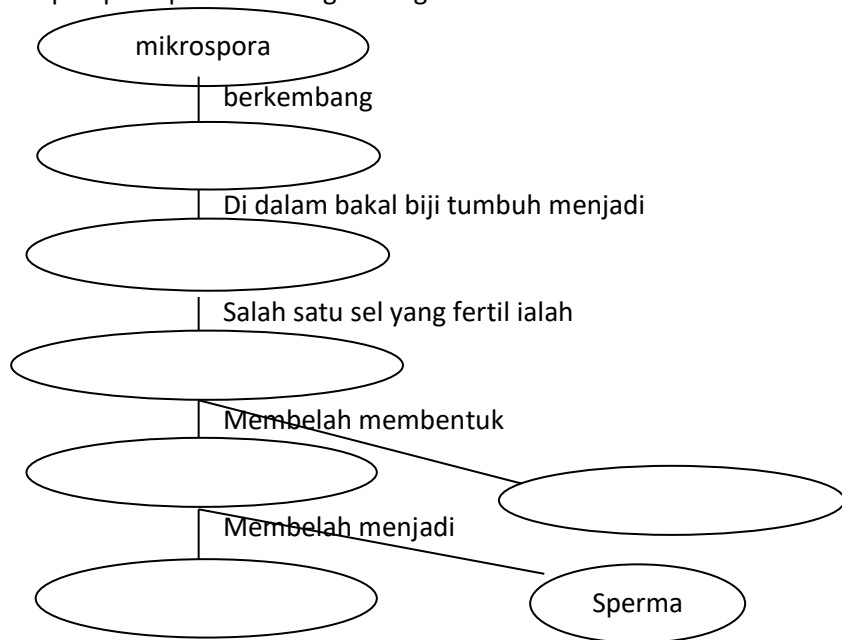 mikrospora
berkembang
Di dalam bakal biji tumbuh menjadi
Salah satu sel yang fertil ialah
Membelah membentuk
Membelah menjadi
Sperma